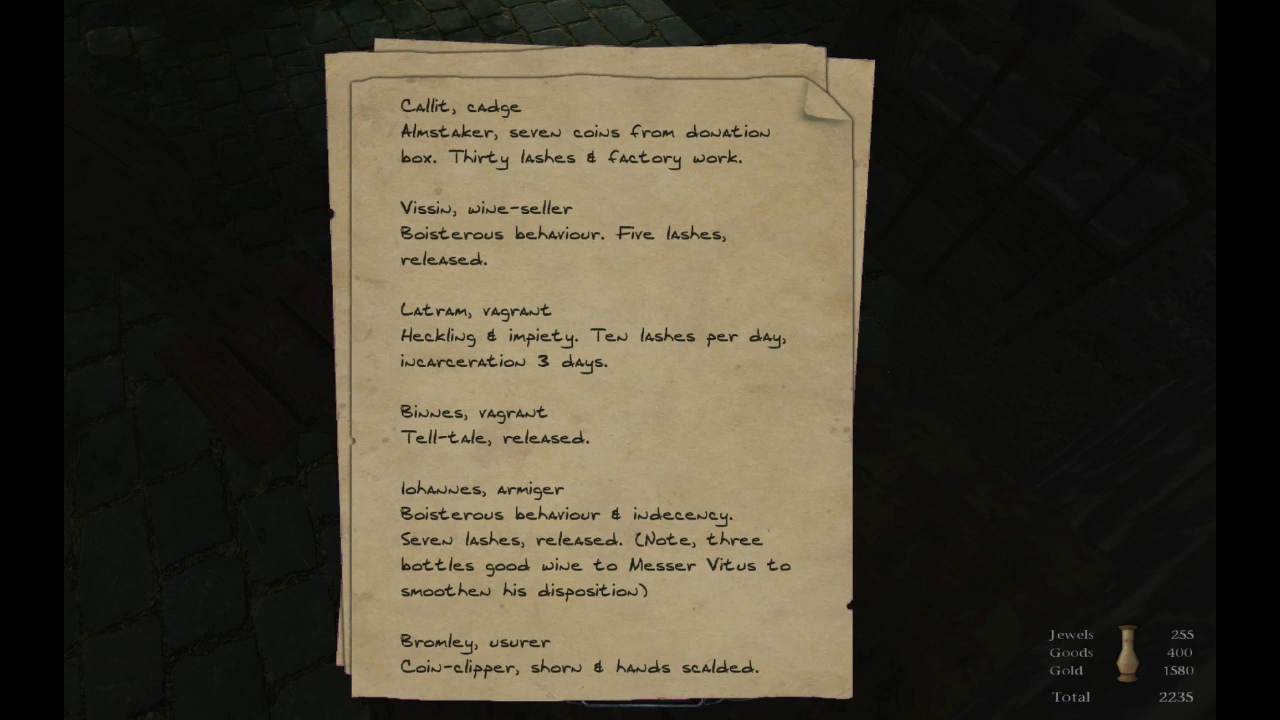 Callit, cadge
Almstaker, seven coins from donation
box. Thirty lashes & factory work.
Vissin, wine-seller
Boisterous behaviour. Five lashes,
released.
Latram, vagrant
Heckling & impiety. Ten lashes per day,
incarceration 3 days.
Binnes, vagrant
Tell-tale, released.
Iohannes, armiger
Boisterous behaviour & indecency.
Seven lashes, released. (Note, three
bottles good wine to Messer Vitus to
smoothen his disposition)
Bromley, usurer
Coin-clipper, shorn & hands scalded.
Jewels 255
Goods 400
Gold 1580
Total 2235